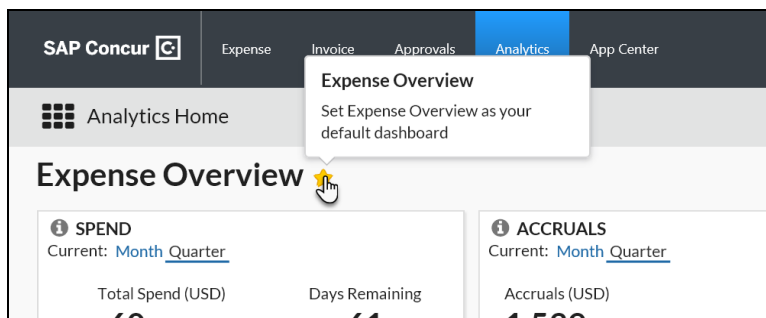 SAP Concur C Expense Invoice Approvals Analytics App Center
Expense Overview
Set Expense Overview as your
default dashboard
Analytics Home
Expense Overview
SPEND
Current: Month Quarter
Total Spend (USD) Days Remaining
ACCRUALS
Current: Month Quarter
Accruals (USD)